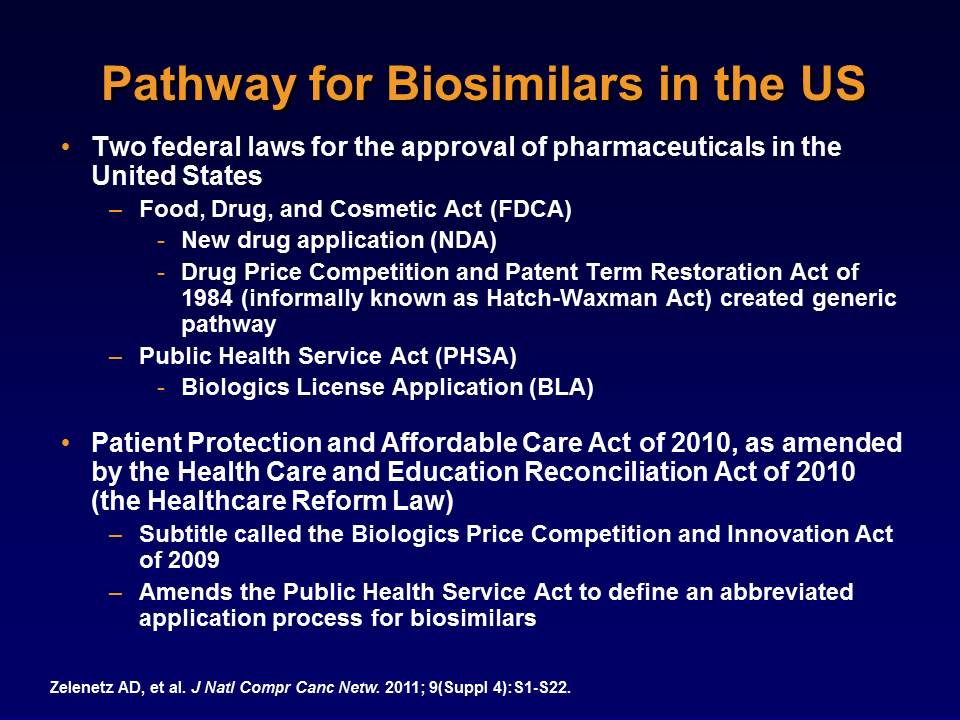 Pathway for Biosimilars in the US
• Two federal laws for the approval of pharmaceuticals in the
United States
– Food, Drug, and Cosmetic Act (FDCA)
- New drug application (NDA)
- Drug Price Competition and Patent Term Restoration Act of
1984 (informally known as Hatch-Waxman Act) created generic
pathway
– Public Health Service Act (PHSA)
- Biologics License Application (BLA)
• Patient Protection and Affordable Care Act of 2010, as amended
by the Health Care and Education Reconciliation Act of 2010
(the Healthcare Reform Law)
– Subtitle called the Biologics Price Competition and Innovation Act
of 2009
– Amends the Public Health Service Act to define an abbreviated
application process for biosimilars
Zelenetz AD, et al. J Natl Compr Canc Netw. 2011; 9(Suppl 4):S1-S22.